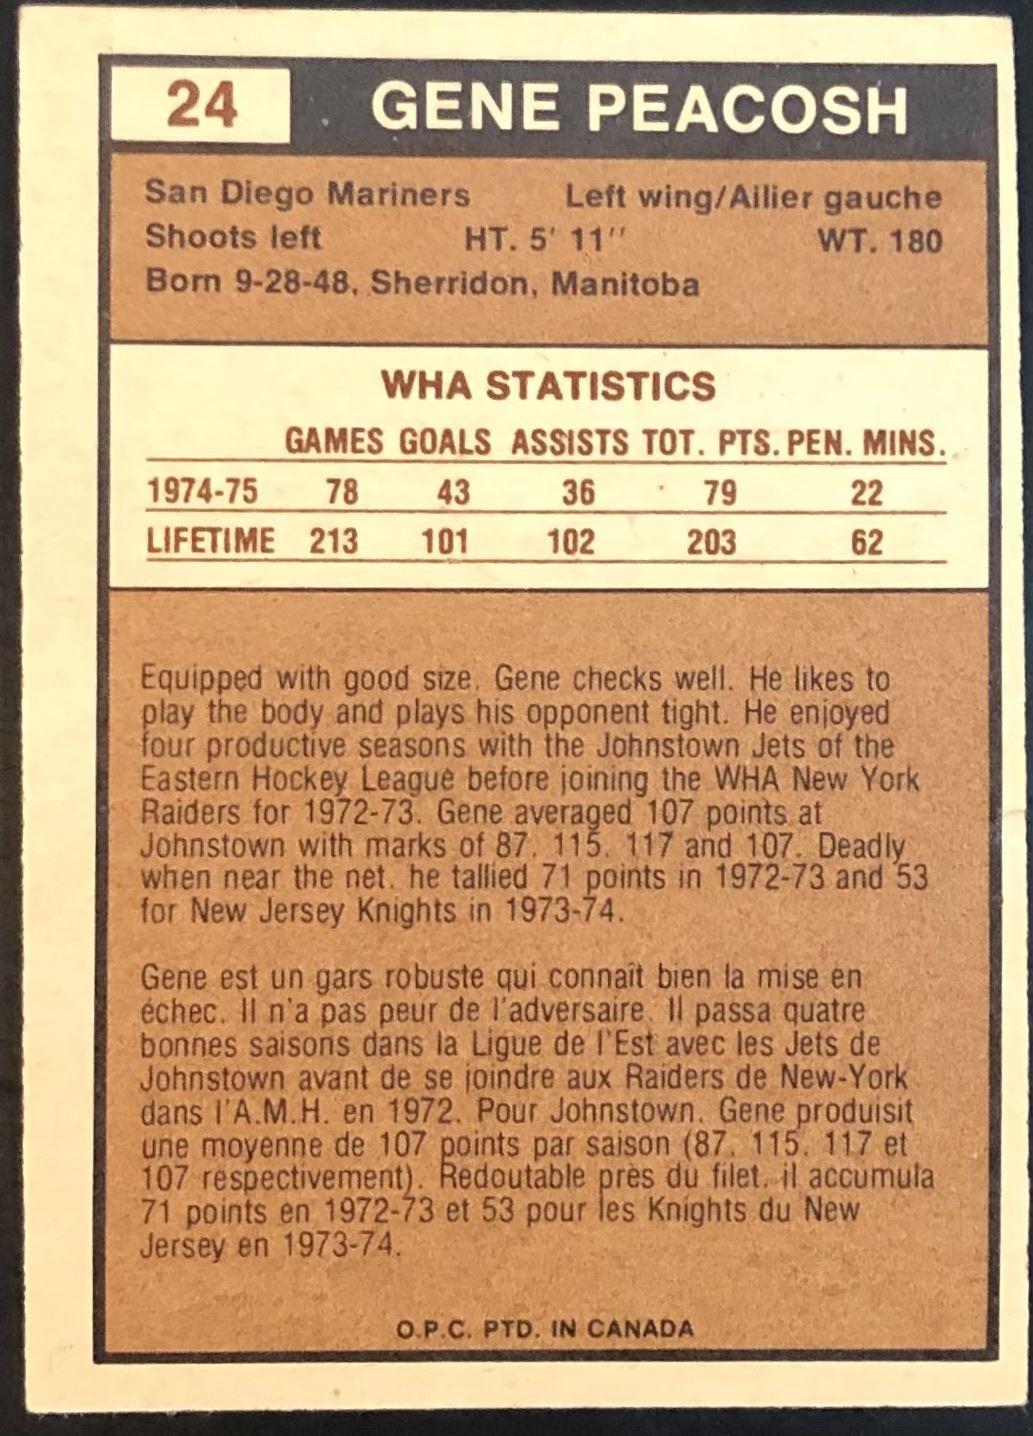 24 GENE PEACOSH
San Diego Mariners Left wing/Ailier gauche
Shoots left HT. 5' 11" WT. 180
Born 9-28-48, Sherridon, Manitoba
WHA STATISTICS
GAMES GOALS ASSISTS TOT. PTS. PEN. MINS.
1974-75 78 43 36 79 22
LIFETIME 213 101 102 203 62
Equipped with good size, Gene checks well. He likes to
play the body and plays his opponent tight. He enjoyed
four productive seasons with the Johnstown Jets of the
Eastern Hockey League before joining the WHA New York
Raiders for 1972-73. Gene averaged 107 points at
Johnstown with marks of 87, 115, 117 and 107. Deadly
when near the net, he tallied 71 points in 1972-73 and 53
for New Jersey Knights in 1973-74.
Gene est un gars robuste qui connaît bien la mise en
échec. Il n'a pas peur de l'adversaire. Il passa quatre
bonnes saisons dans la Ligue de l'Est avec les Jets de
Johnstown avant de se joindre aux Raiders de New-York
dans l'A.M.H. en 1972. Pour Johnstown, Gene produisit
une moyenne de 107 points par saison (87, 115, 117 et
107 respectivement). Redoutable près du filet, il accumula
71 points en 1972-73 et 53 pour les Knights du New
Jersey en 1973-74.
O.P.C. PTD. IN CANADA